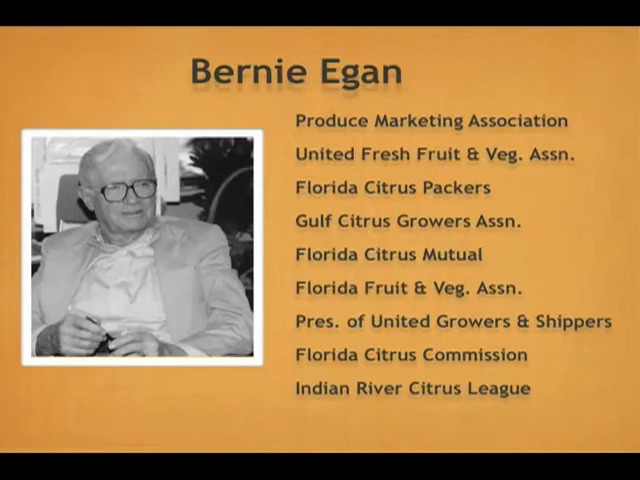 Bernie Egan
Produce Marketing Association
United Fresh Fruit & Veg. Assn.
Florida Citrus Packers
Gulf Citrus Growers Assn.
Florida Citrus Mutual
Florida Fruit & Veg. Assn.
Pres. of United Growers & Shippers
Florida Citrus Commission
Indian River Citrus League